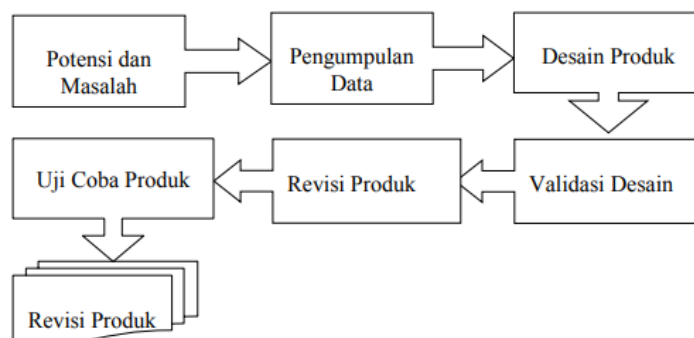 Potensi dan
Masalah
Pengumpulan
Data
Desain Produk
Validasi Desain
Revisi Produk
Uji Coba Produk
Revisi Produk